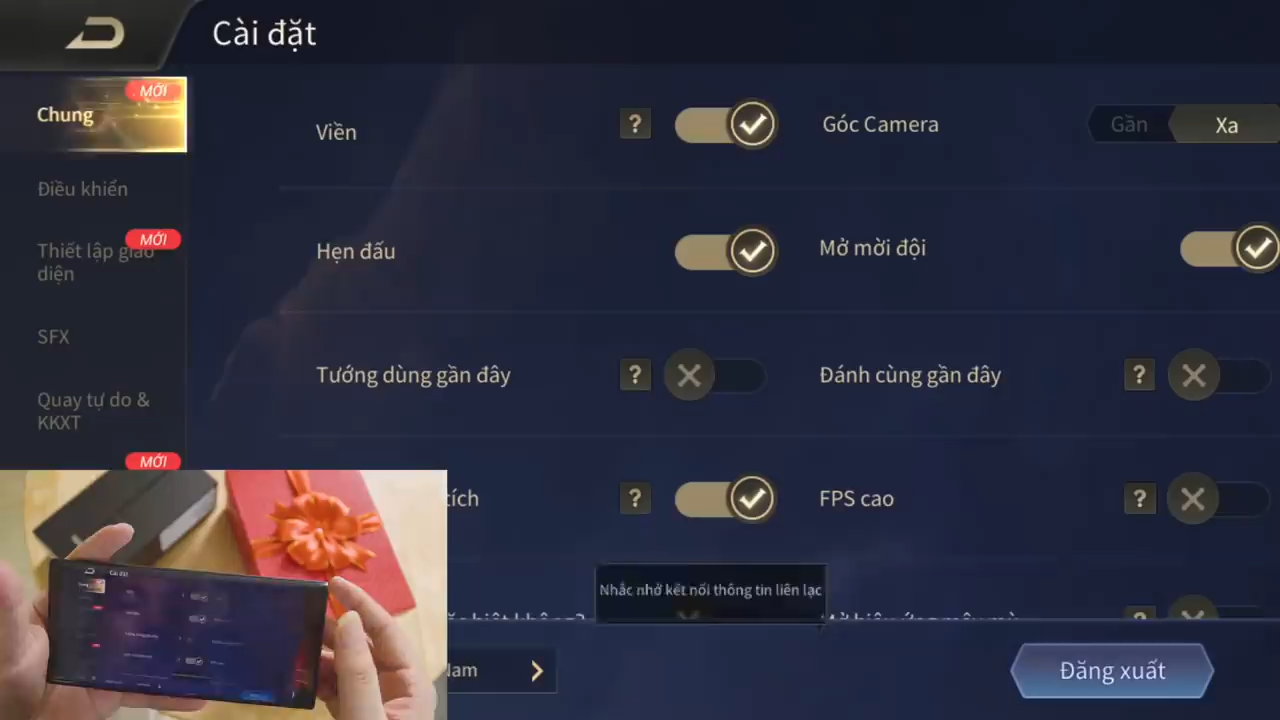 Cài đặt
MỚI
Chung
Viền
?
Góc Camera
Gần
Xa
Điều khiển
MỚI
Thiết lập giao
diện
Hẹn đấu
Mở mời đội
SFX
Tướng dùng gần đây
?
Đánh cùng gần đây
?
Quay tự do &
KKXT
MỚI
tích
?
FPS cao
?
Nhắc nhở kết nối thông tin liên lạc
Nam
Đăng xuất